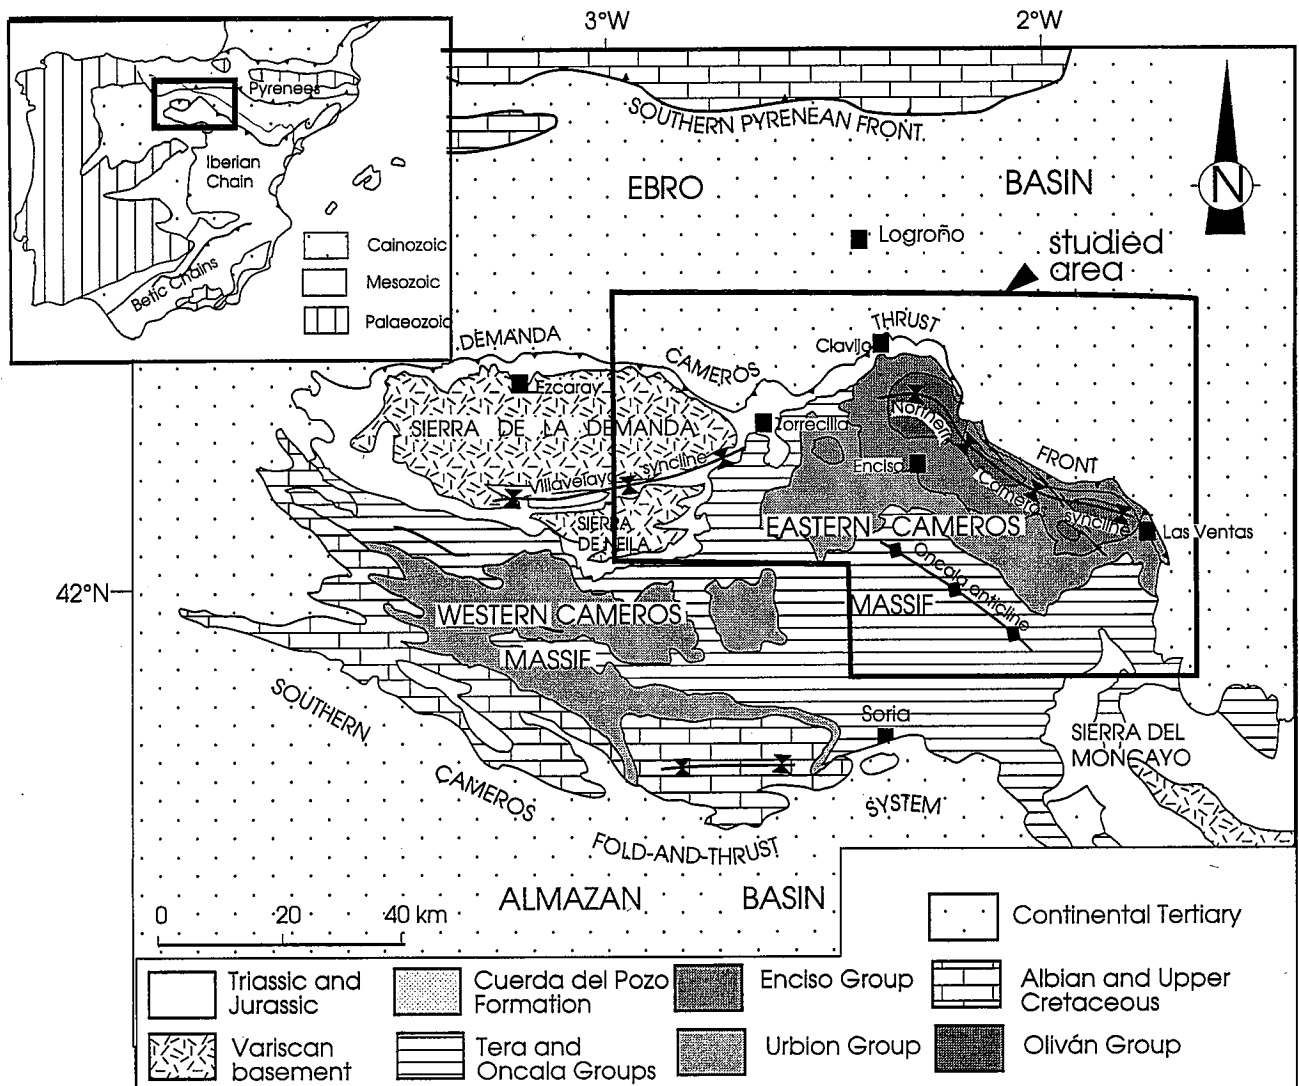 3°W
2°W
Pyrenees
Iberian
Chain
Betic Chains
Cainozoic
Mesozoic
Palaeozoic
SOUTHERN PYRENEAN FRONT
EBRO BASIN
N
Logroño
studied
area
DEMANDA
CAMEROS
THRUST
FRONT
Clavijo
Ezcaray
Torrecilla
SIERRA DE LA DEMANDA
Northern Cameros syncline
Enciso
Villavelayo syncline
SIERRA
DE NEILA
EASTERN CAMEROS
MASSIF
Las Ventas
Oncala anticline
42°N
WESTERN CAMEROS
MASSIF
SOUTHERN
CAMEROS
FOLD-AND-THRUST
SYSTEM
Soria
SIERRA DEL
MONCAYO
ALMAZAN BASIN
0 20 40 km
Continental Tertiary
Triassic and
Jurassic
Cuerda del Pozo
Formation
Enciso Group
Albian and Upper
Cretaceous
Variscan
basement
Tera and
Oncala Groups
Urbion Group
Oliván Group